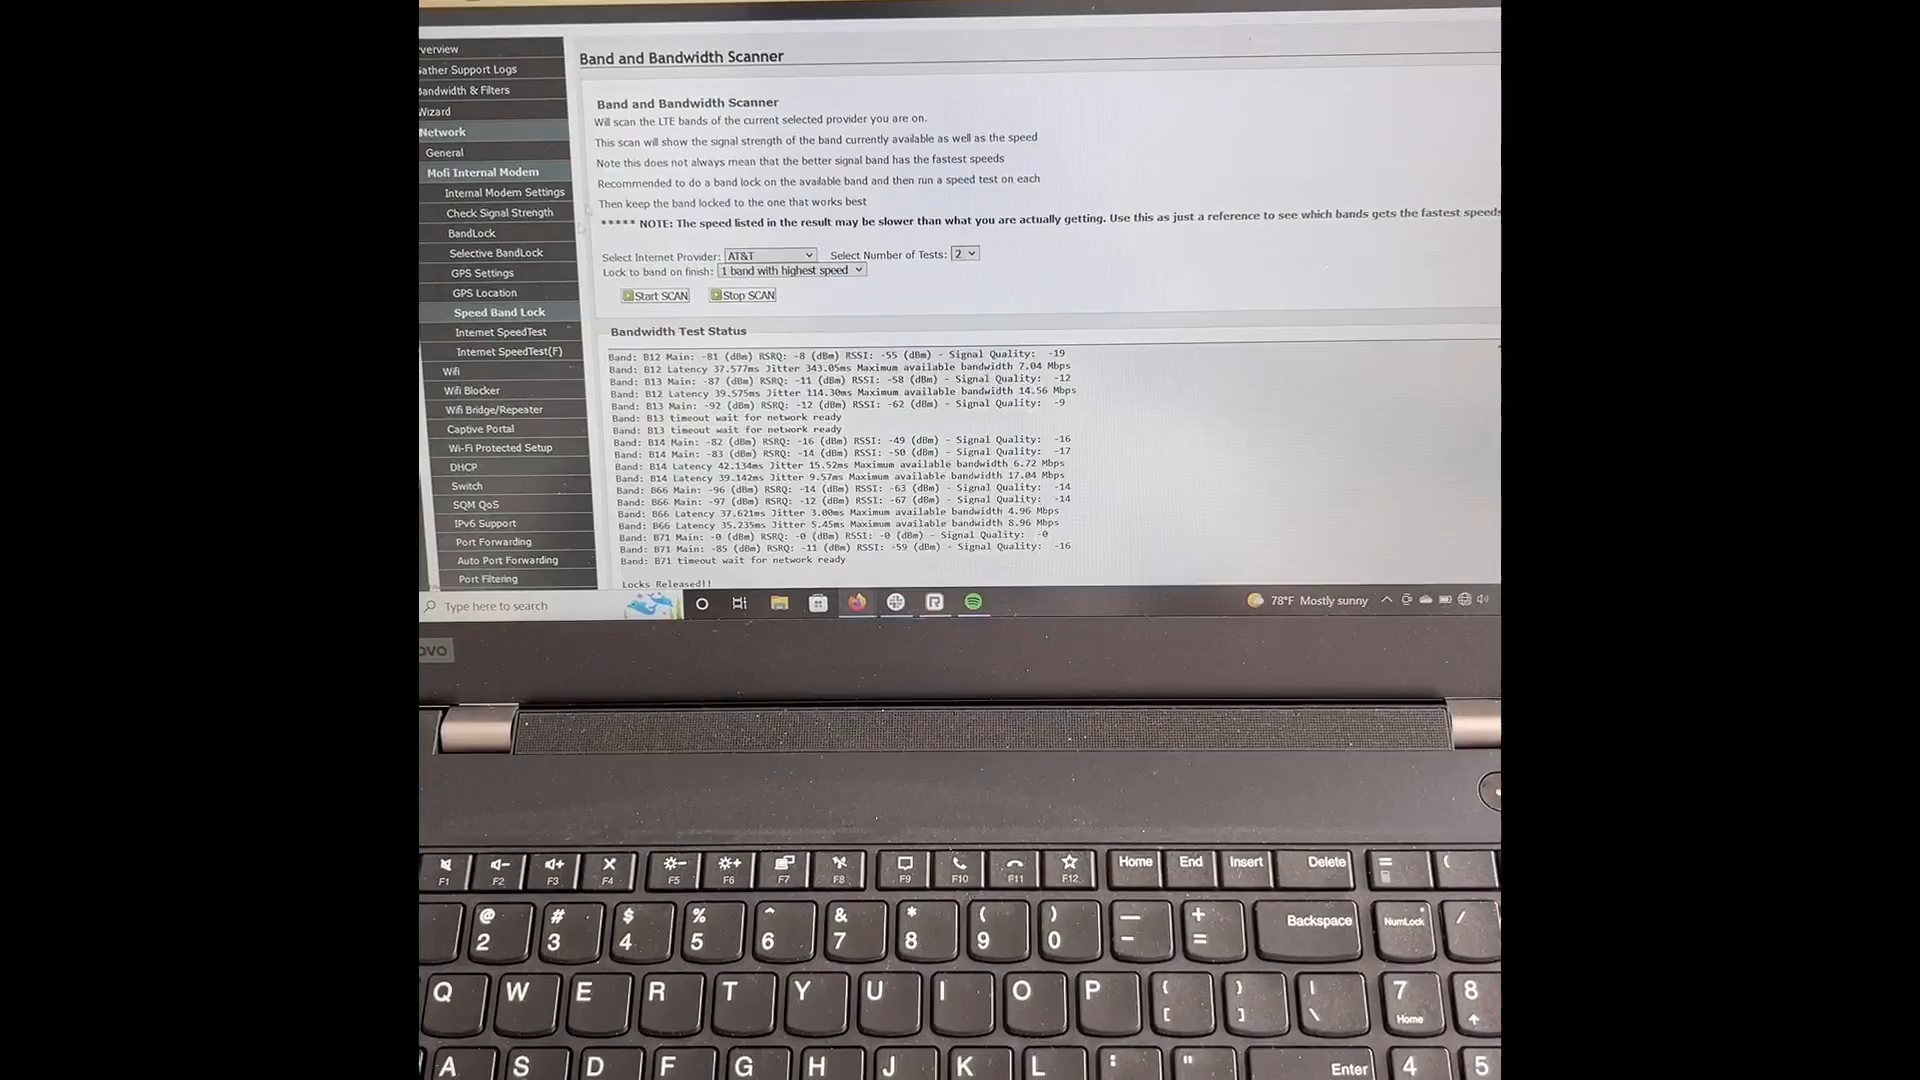 verview
ather Support Logs
Bandwidth & Filters
Wizard
Network
General
Mofi Internal Modem
Internal Modem Settings
Check Signal Strength
BandLock
Selective BandLock
GPS Settings
GPS Location
Speed Band Lock
Internet SpeedTest
Internet SpeedTest(F)
Wifi
Wifi Blocker
Wifi Bridge/Repeater
Captive Portal
Wi-Fi Protected Setup
DHCP
Switch
SQM QoS
IPv6 Support
Port Forwarding
Auto Port Forwarding
Port Filtering
Band and Bandwidth Scanner
Band and Bandwidth Scanner
Will scan the LTE bands of the current selected provider you are on.
This scan will show the signal strength of the band currently available as well as the speed
Note this does not always mean that the better signal band has the fastest speeds
Recommended to do a band lock on the available band and then run a speed test on each
Then keep the band locked to the one that works best
***** NOTE: The speed listed in the result may be slower than what you are actually getting. Use this as just a reference to see which bands gets the fastest speeds
Select Internet Provider: AT&T Select Number of Tests: 2
Lock to band on finish: 1 band with highest speed
Start SCAN Stop SCAN
Bandwidth Test Status
Band: B12 Main: -81 (dBm) RSRQ: -8 (dBm) RSSI: -55 (dBm) - Signal Quality: -19
Band: B12 Latency 37.577ms Jitter 343.05ms Maximum available bandwidth 7.04 Mbps
Band: B13 Main: -87 (dBm) RSRQ: -11 (dBm) RSSI: -58 (dBm) - Signal Quality: -12
Band: B12 Latency 39.575ms Jitter 114.30ms Maximum available bandwidth 14.56 Mbps
Band: B13 Main: -92 (dBm) RSRQ: -12 (dBm) RSSI: -62 (dBm) - Signal Quality: -9
Band: B13 timeout wait for network ready
Band: B13 timeout wait for network ready
Band: B14 Main: -82 (dBm) RSRQ: -16 (dBm) RSSI: -49 (dBm) - Signal Quality: -16
Band: B14 Main: -83 (dBm) RSRQ: -14 (dBm) RSSI: -50 (dBm) - Signal Quality: -17
Band: B14 Latency 42.134ms Jitter 15.52ms Maximum available bandwidth 6.72 Mbps
Band: B14 Latency 39.142ms Jitter 9.57ms Maximum available bandwidth 17.04 Mbps
Band: B66 Main: -96 (dBm) RSRQ: -14 (dBm) RSSI: -63 (dBm) - Signal Quality: -14
Band: B66 Main: -97 (dBm) RSRQ: -12 (dBm) RSSI: -67 (dBm) - Signal Quality: -14
Band: B66 Latency 37.621ms Jitter 3.00ms Maximum available bandwidth 4.96 Mbps
Band: B66 Latency 35.235ms Jitter 5.45ms Maximum available bandwidth 8.96 Mbps
Band: B71 Main: -0 (dBm) RSRQ: -0 (dBm) RSSI: -0 (dBm) - Signal Quality: -0
Band: B71 Main: -85 (dBm) RSRQ: -11 (dBm) RSSI: -59 (dBm) - Signal Quality: -16
Band: B71 timeout wait for network ready
Locks Released!!
Type here to search
78°F Mostly sunny
ovo
F1 F2 F3 F4 F5 F6 F7 F8 F9 F10 F11 F12 Home End Insert Delete = (
@ # $ % ^ & * ( ) — + Backspace NumLock /
2 3 4 5 6 7 8 9 0 - =
Q W E R T Y U I O P { } | 7 8
[ ] \ Home
A S D F G H J K L : " Enter 4 5